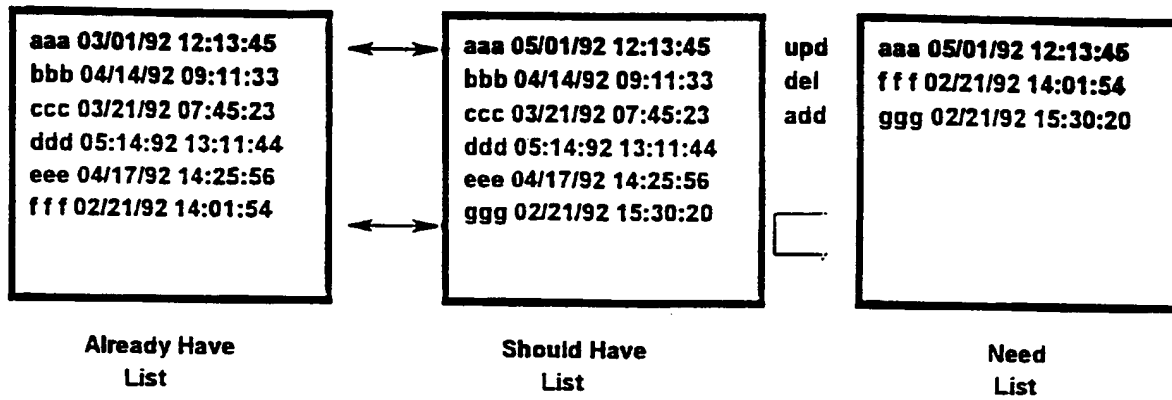 aaa 03/01/92 12:13:45
bbb 04/14/92 09:11:33
ccc 03/21/92 07:45:23
ddd 05:14:92 13:11:44
eee 04/17/92 14:25:56
f f f 02/21/92 14:01:54
Already Have
List
aaa 05/01/92 12:13:45
bbb 04/14/92 09:11:33
ccc 03/21/92 07:45:23
ddd 05:14:92 13:11:44
eee 04/17/92 14:25:56
ggg 02/21/92 15:30:20
Should Have
List
upd
del
add
aaa 05/01/92 12:13:45
f f f 02/21/92 14:01:54
ggg 02/21/92 15:30:20
Need
List